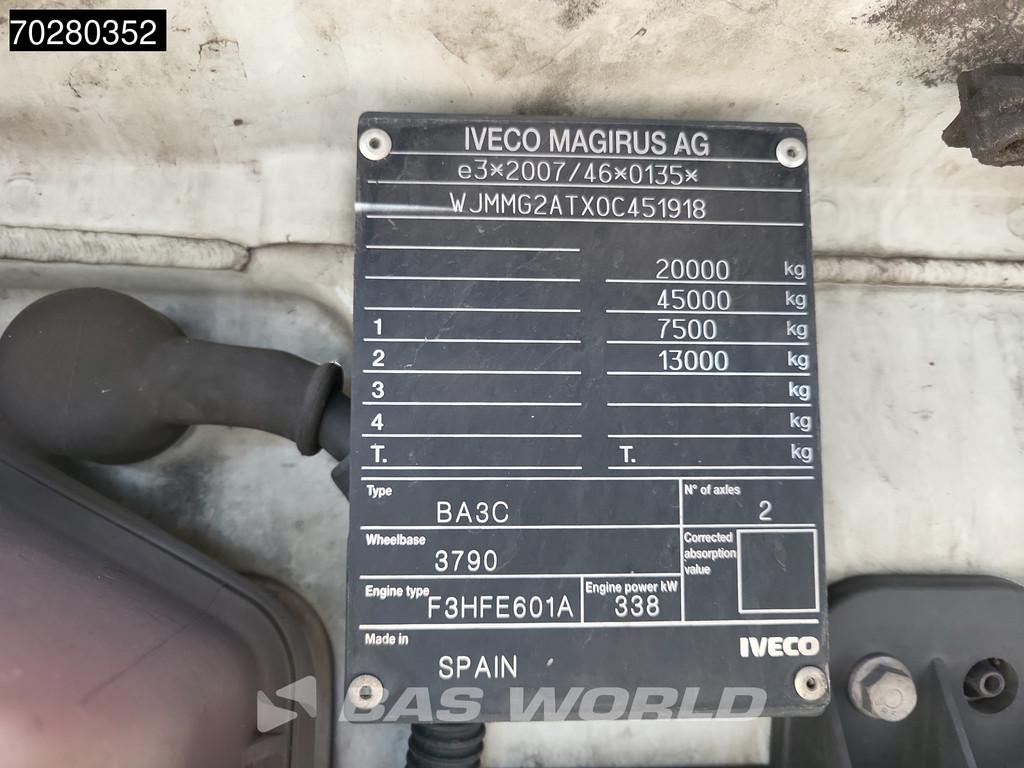 70280352
IVECO MAGIRUS AG
e3*2007/46*0135*
WJMMG2ATX0C451918
20000 kg
45000 kg
1 7500 kg
2 13000 kg
3 kg
4 kg
T. T. kg
Type
BA3C
N° of axles
2
Wheelbase
3790
Corrected
absorption
value
Engine type
F3HFE601A
Engine power kW
338
Made in
SPAIN
IVECO
BAS WORLD